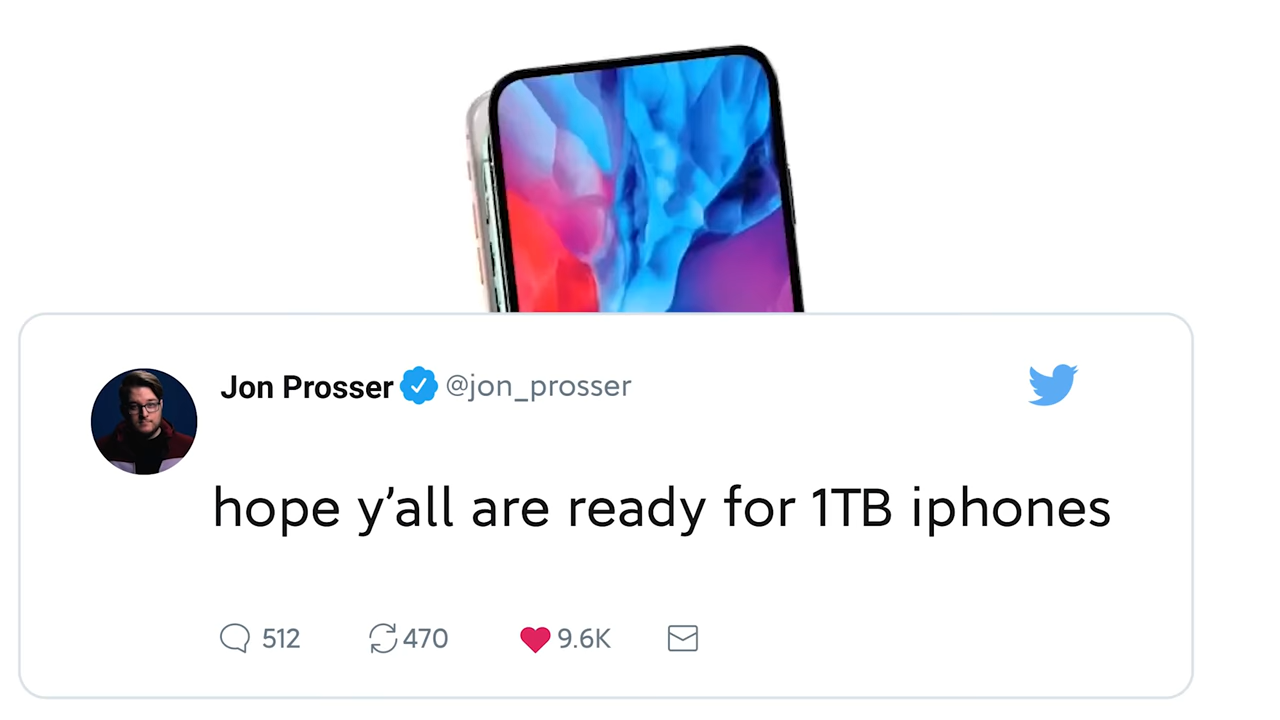 Jon Prosser @jon_prosser
hope y’all are ready for 1TB iphones
512 470 9.6K